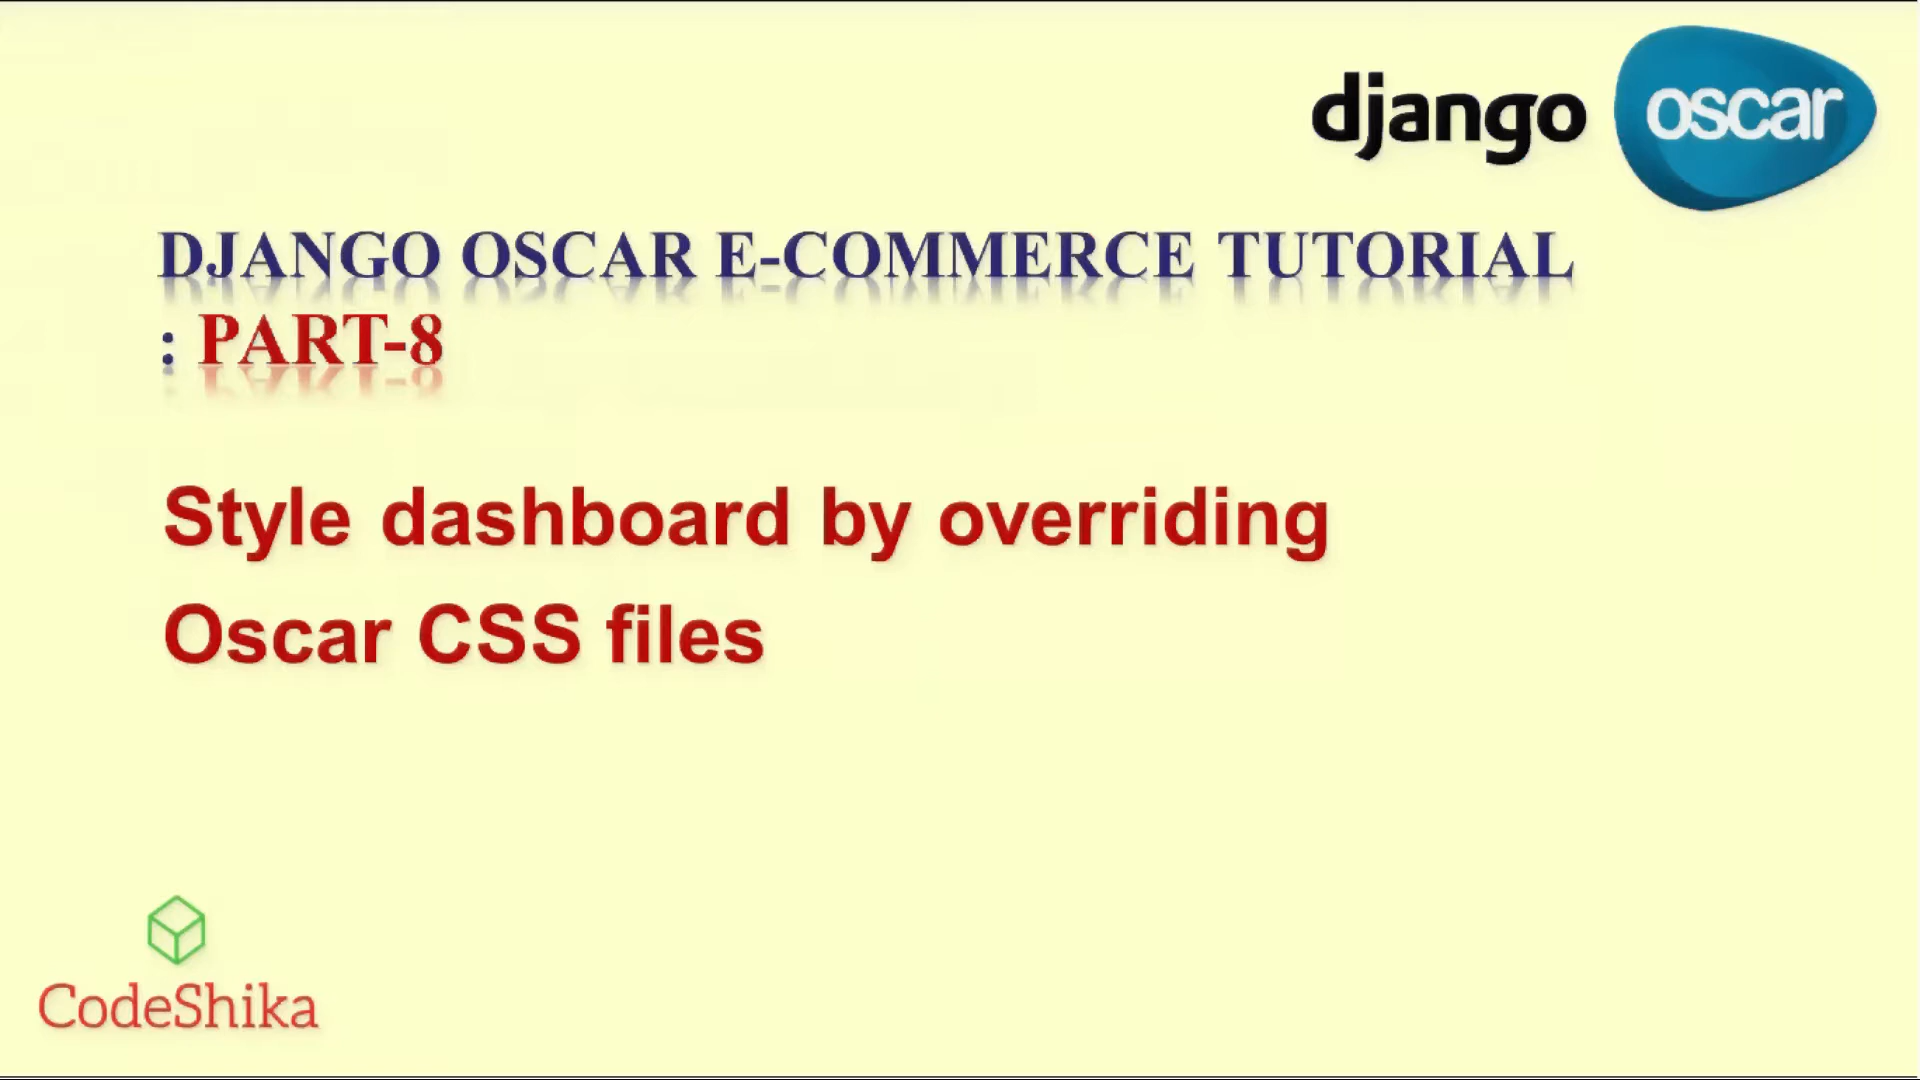 django oscar
DJANGO OSCAR E-COMMERCE TUTORIAL
: PART-8
Style dashboard by overriding
Oscar CSS files
CodeShika